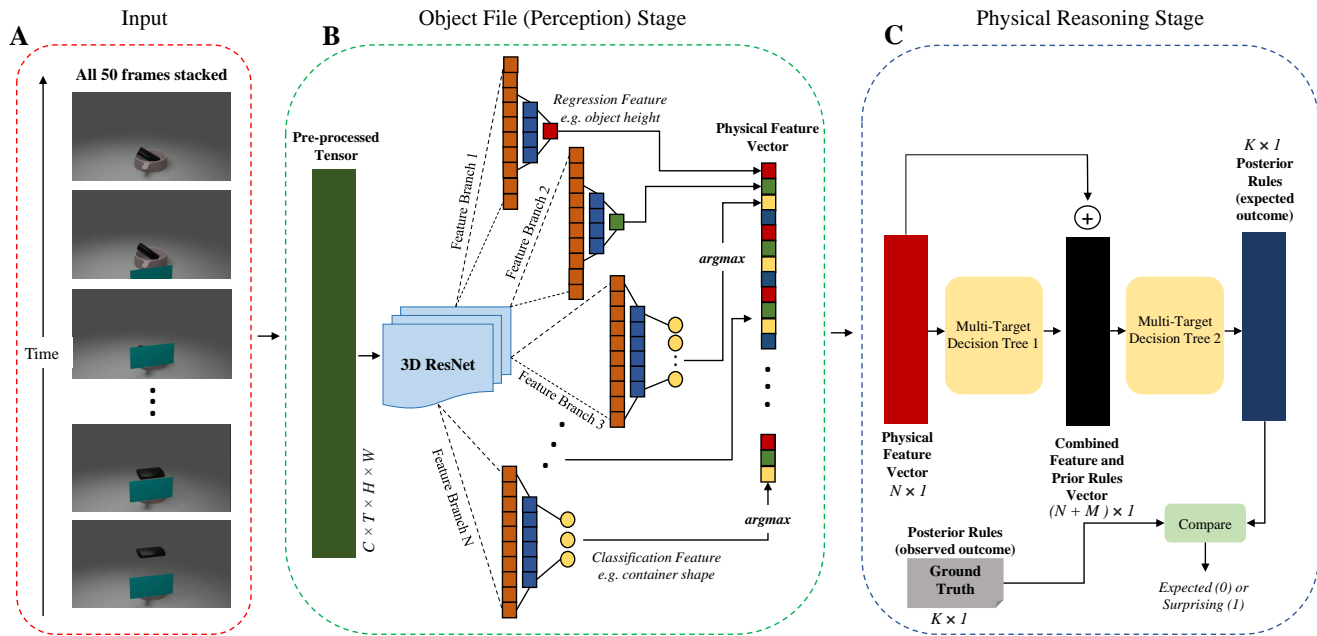 Input
Object File (Perception) Stage
Physical Reasoning Stage
A
B
C
All 50 frames stacked
Time
Pre-processed
Tensor
C × T × H × W
3D ResNet
Feature Branch 1
Feature Branch 2
Feature Branch 3
Feature Branch N
Regression Feature
e.g. object height
Physical Feature
Vector
argmax
argmax
Classification Feature
e.g. container shape
K × 1
Posterior
Rules
(expected
outcome)
+
Multi-Target
Decision Tree 1
Multi-Target
Decision Tree 2
Physical
Feature
Vector
N × 1
Combined
Feature and
Prior Rules
Vector
(N + M ) × 1
Compare
Posterior Rules
(observed outcome)
Ground
Truth
K × 1
Expected (0) or
Surprising (1)